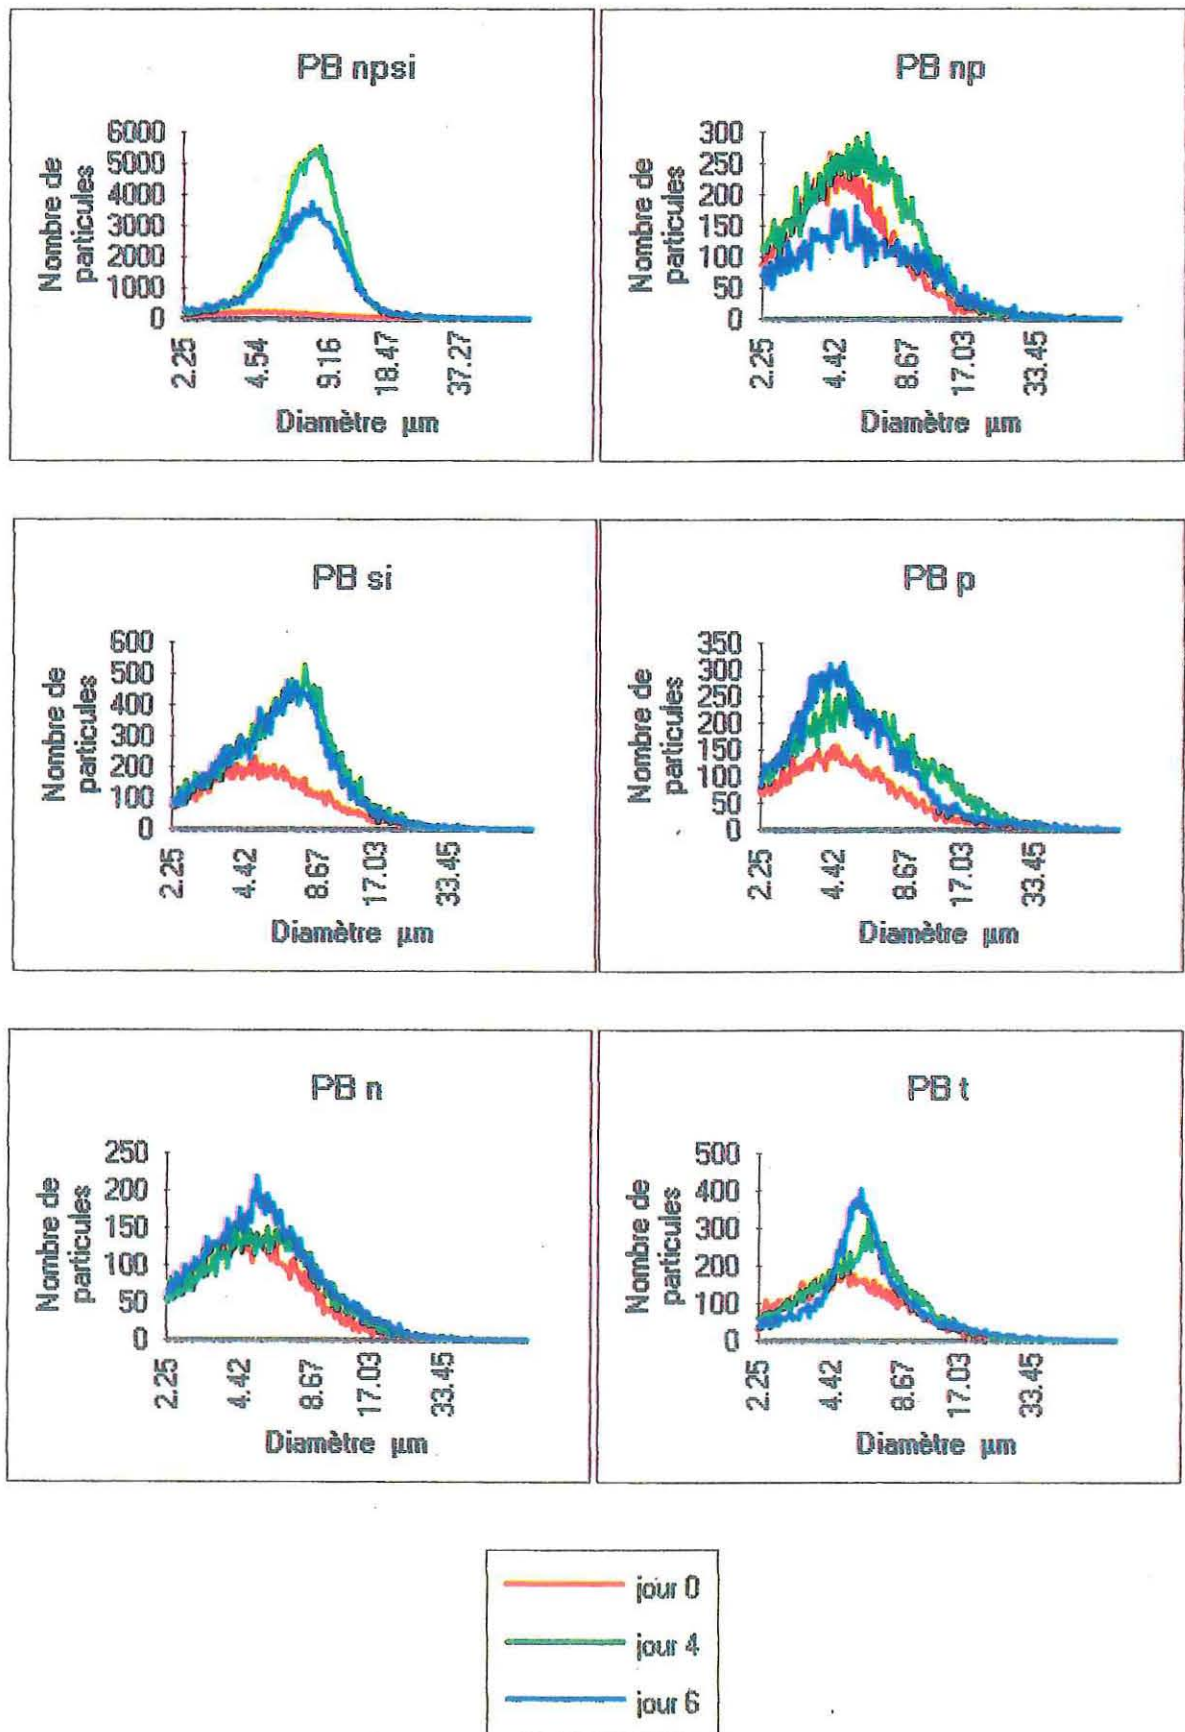 PB npsi
Nombre de
particules
6000
5000
4000
3000
2000
1000
0
2.25
4.54
9.16
18.47
37.27
Diamètre µm
PB np
Nombre de
particules
300
250
200
150
100
50
0
2.25
4.42
8.67
17.03
33.45
Diamètre µm
PB si
Nombre de
particules
600
500
400
300
200
100
0
2.25
4.42
8.67
17.03
33.45
Diamètre µm
PB p
Nombre de
particules
350
300
250
200
150
100
50
0
2.25
4.42
8.67
17.03
33.45
Diamètre µm
PB n
Nombre de
particules
250
200
150
100
50
0
2.25
4.42
8.67
17.03
33.45
Diamètre µm
PB t
Nombre de
particules
500
400
300
200
100
0
2.25
4.42
8.67
17.03
33.45
Diamètre µm
jour 0
jour 4
jour 6